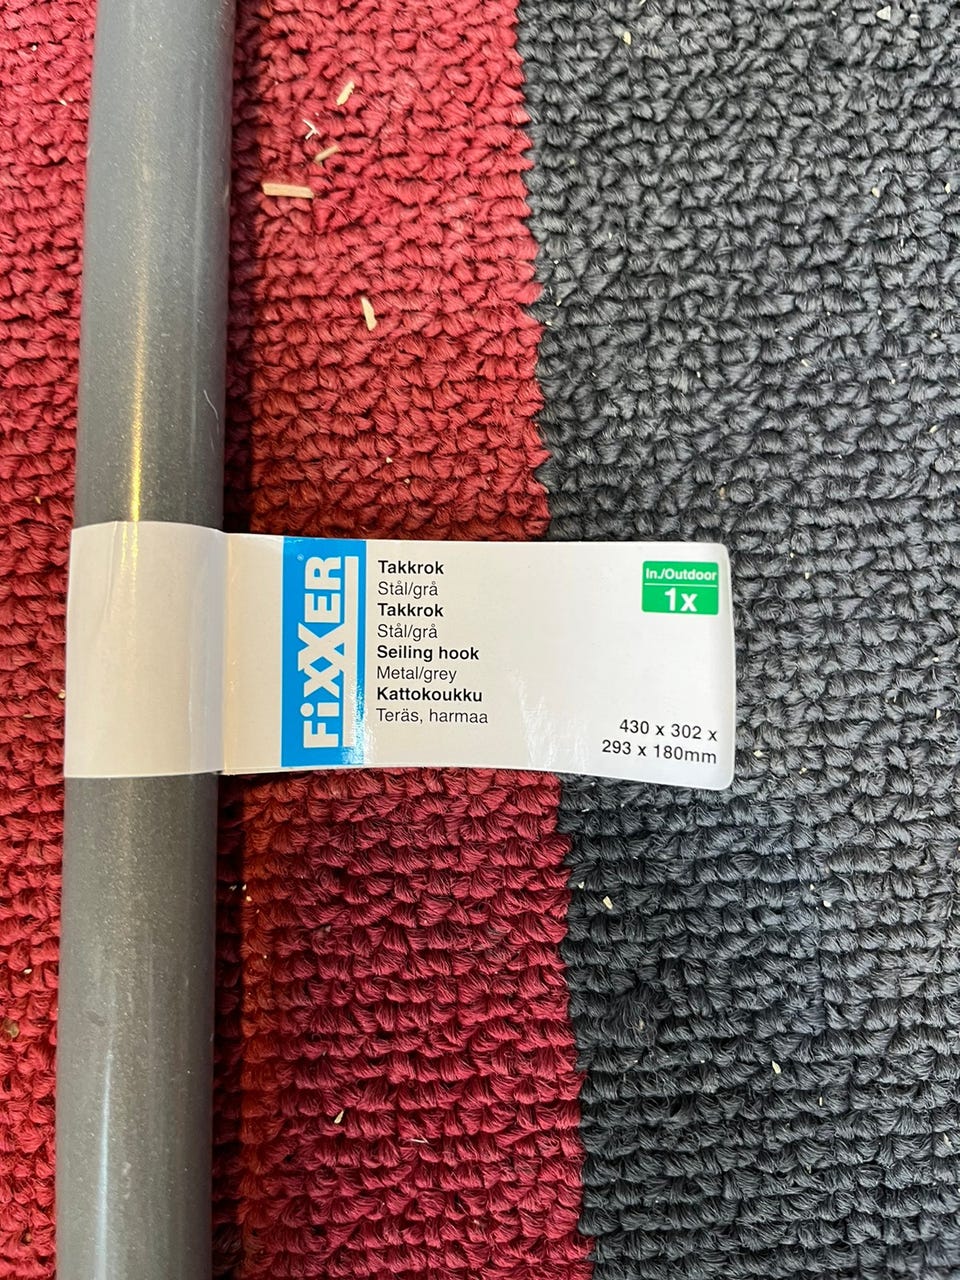 FiXXER®
Takkrok
Stål/grå
Takkrok
Stål/grå
Seiling hook
Metal/grey
Kattokoukku
Teräs, harmaa
In./Outdoor
1x
430 x 302 x
293 x 180mm